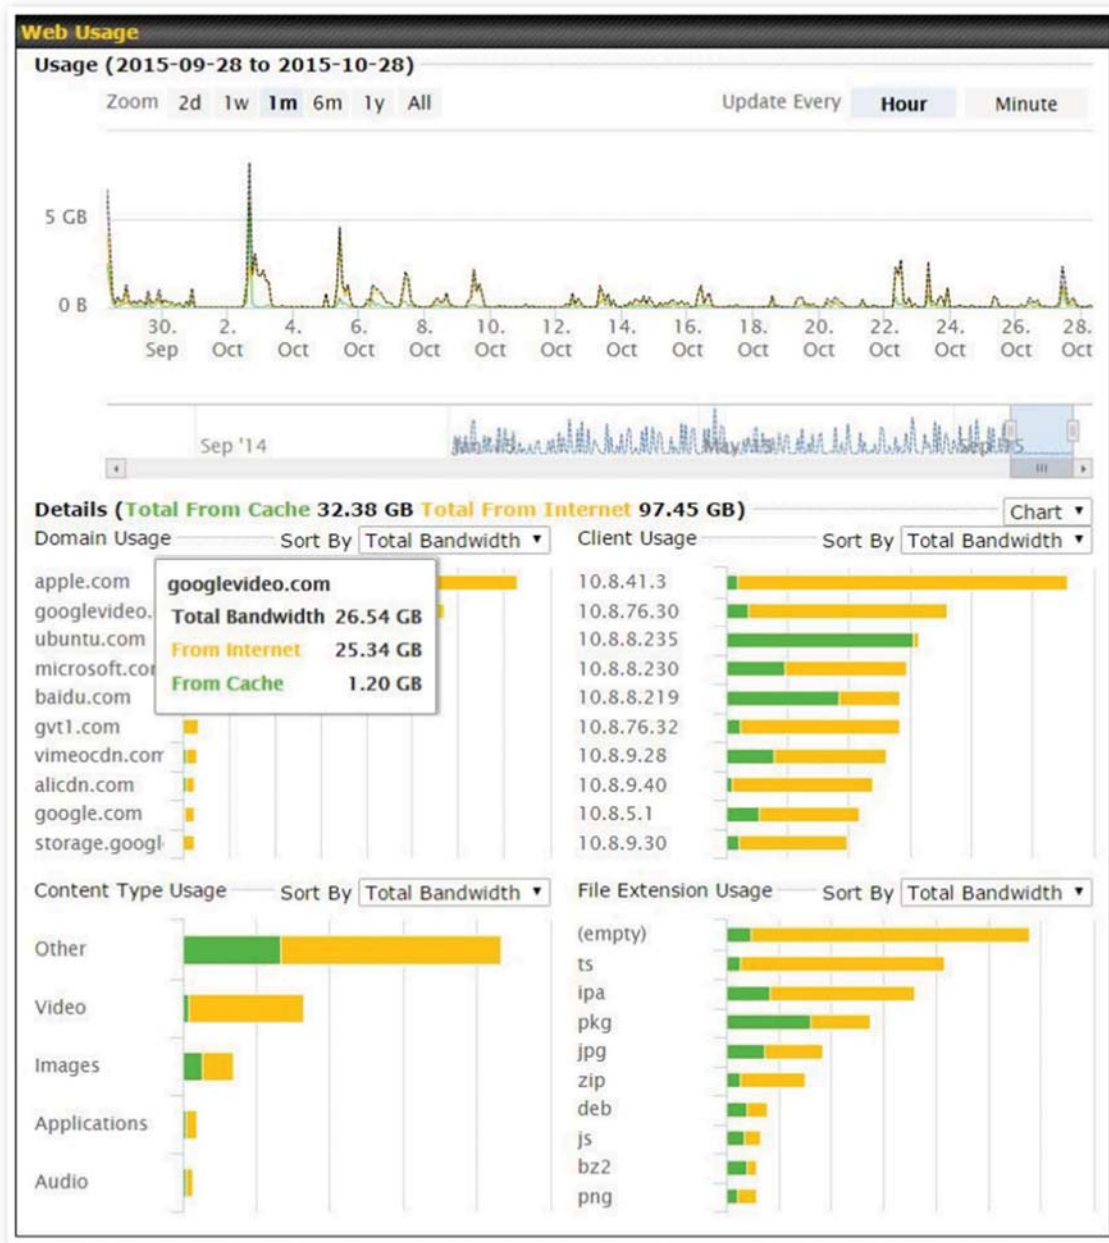 Web Usage
Usage (2015-09-28 to 2015-10-28)
Zoom 2d 1w 1m 6m 1y All Update Every Hour Minute
5 GB
0 B
30. 2. 4. 6. 8. 10. 12. 14. 16. 18. 20. 22. 24. 26. 28.
Sep Oct Oct Oct Oct Oct Oct Oct Oct Oct Oct Oct Oct Oct Oct
Sep '14
Details (Total From Cache 32.38 GB Total From Internet 97.45 GB) Chart
Domain Usage Sort By Total Bandwidth
apple.com
googlevideo.
ubuntu.com
microsoft.cor
baidu.com
gvt1.com
vimeocdn.com
alicdn.com
google.com
storage.googl
googlevideo.com
Total Bandwidth 26.54 GB
From Internet 25.34 GB
From Cache 1.20 GB
Client Usage Sort By Total Bandwidth
10.8.41.3
10.8.76.30
10.8.8.235
10.8.8.230
10.8.8.219
10.8.76.32
10.8.9.28
10.8.9.40
10.8.5.1
10.8.9.30
Content Type Usage Sort By Total Bandwidth
Other
Video
Images
Applications
Audio
File Extension Usage Sort By Total Bandwidth
(empty)
ts
ipa
pkg
jpg
zip
deb
js
bz2
png